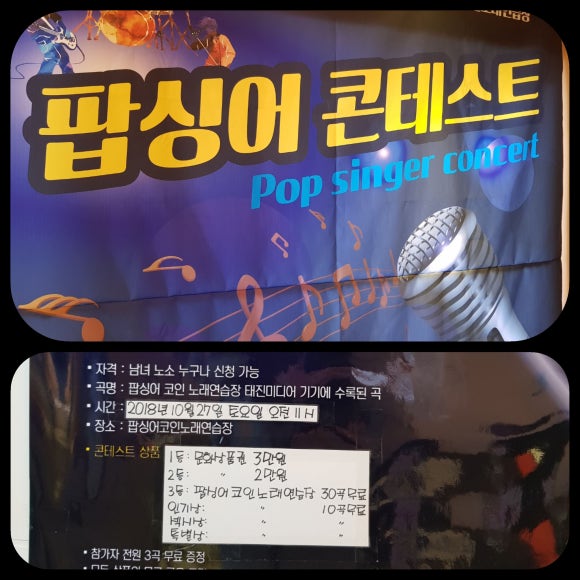 노래연습장
팝싱어 콘테스트
Pop singer concert
• 자격 : 남녀 노소 누구나 신청 가능
• 곡명 : 팝싱어 코인 노래연습장 태진미디어 기기에 수록된 곡
• 시간 : 2018년 10월 27일 토요일 오전 11시
• 장소 : 팝싱어코인노래연습장
• 콘테스트 상품
1등 : 문화상품권 3만원
2등 : " 2만원
3등 : 팝싱어 코인 노래연습장 30곡무료
인기상: " 10곡무료
" "
특별상: " "
• 참가자 전원 3곡 무료 증정